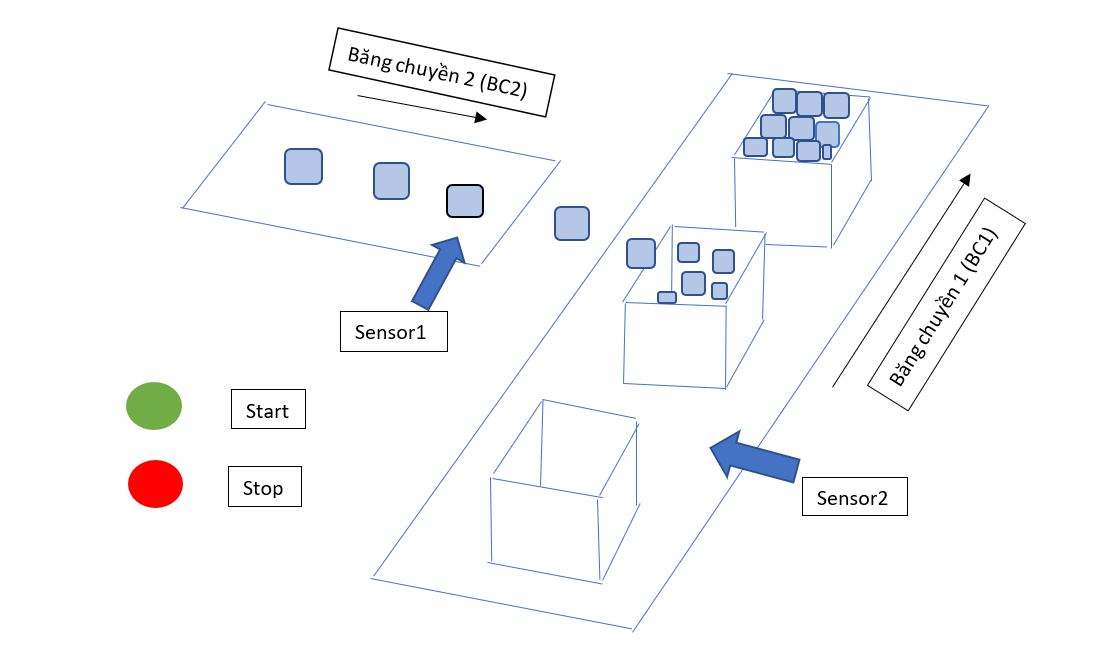 Băng chuyền 2 (BC2)
Băng chuyền 1 (BC1)
Sensor1
Start
Stop
Sensor2